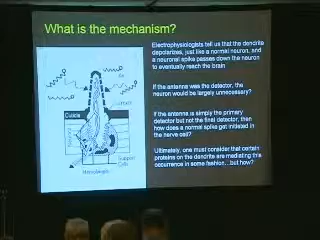 What is the mechanism?
Electrophysiologists tell us that the dendrite
depolarizes, just like a normal neuron, and
a neuronal spike passes down the neuron
to eventually reach the brain
If the antenna was the detector, the
neuron would be largely unnecessary?
If the antenna is simply the primary
detector but not the final detector, then
how does a normal spike get initiated in
the nerve cell?
Ultimately, one must consider that certain
proteins on the dendrite are mediating this
occurrence in some fashion...but how?
Cuticle
Support
Cells
Hemolymph